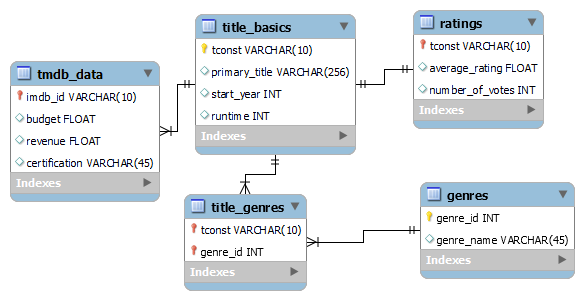 title_basics
tconst VARCHAR(10)
primary_title VARCHAR(256)
start_year INT
runtime INT
Indexes
ratings
tconst VARCHAR(10)
average_rating FLOAT
number_of_votes INT
Indexes
tmdb_data
imdb_id VARCHAR(10)
budget FLOAT
revenue FLOAT
certification VARCHAR(45)
Indexes
title_genres
tconst VARCHAR(10)
genre_id INT
Indexes
genres
genre_id INT
genre_name VARCHAR(45)
Indexes